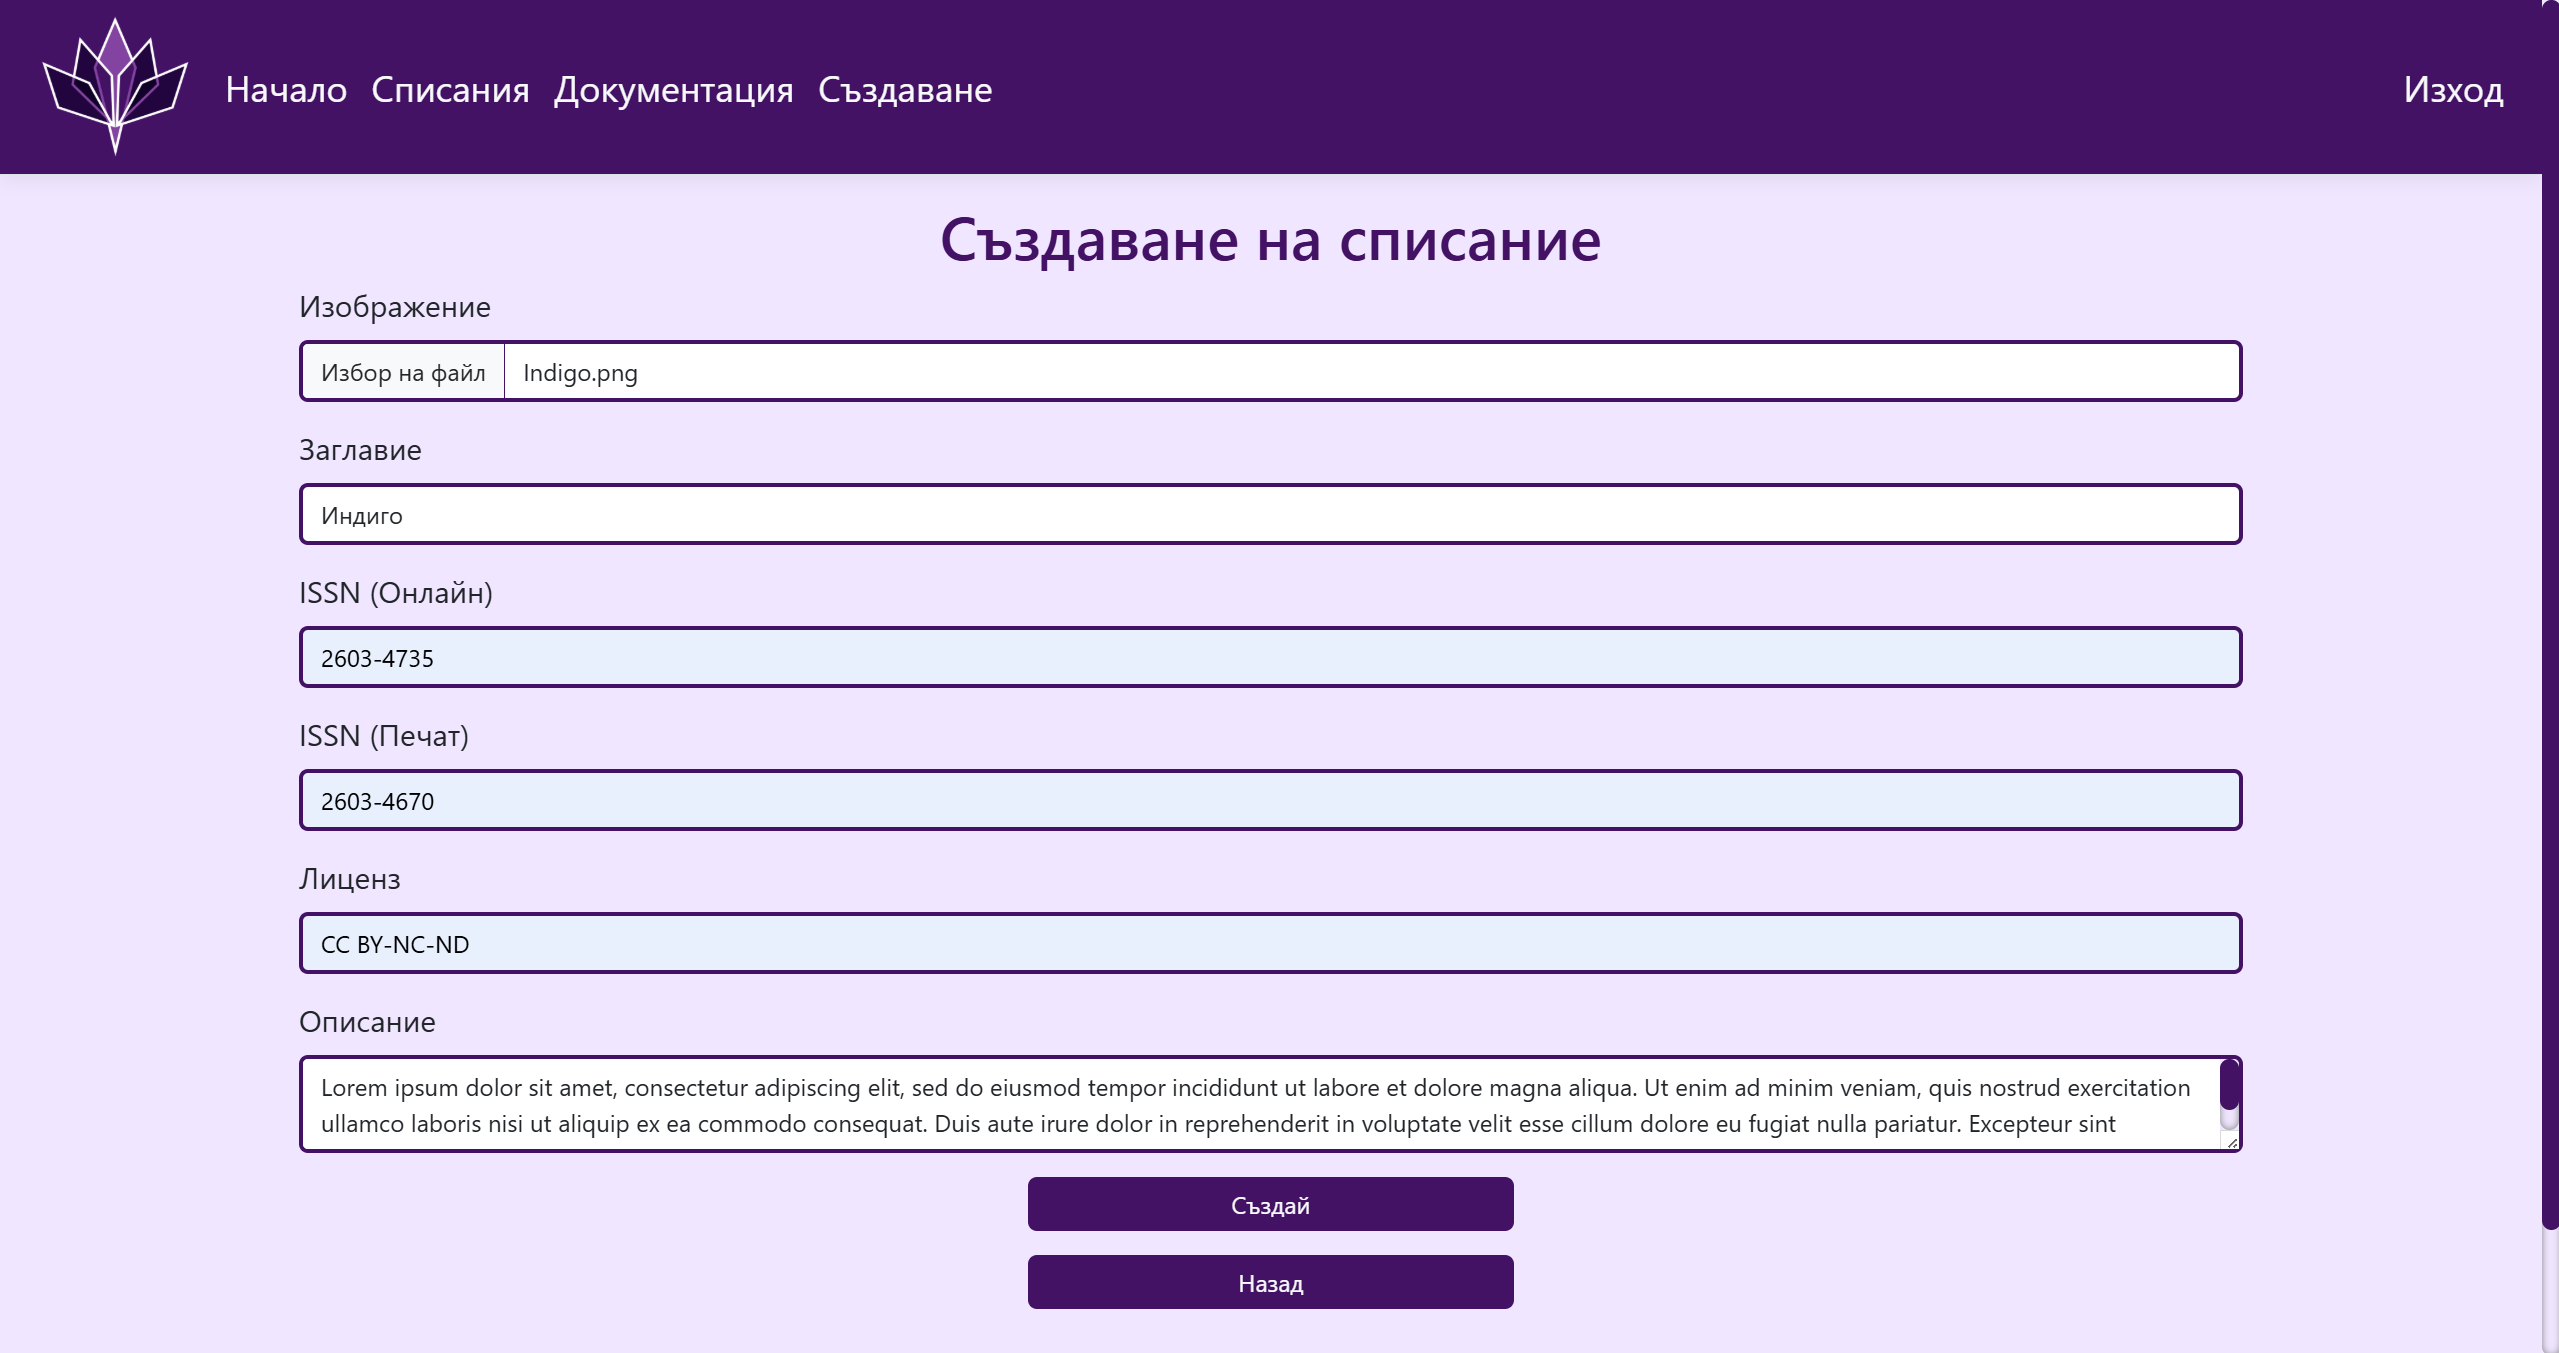 Начало Списания Документация Създаване Изход
Създаване на списание
Изображение
Избор на файл Indigo.png
Заглавие
Индиго
ISSN (Онлайн)
2603-4735
ISSN (Печат)
2603-4670
Лиценз
CC BY-NC-ND
Описание
Lorem ipsum dolor sit amet, consectetur adipiscing elit, sed do eiusmod tempor incididunt ut labore et dolore magna aliqua. Ut enim ad minim veniam, quis nostrud exercitation
ullamco laboris nisi ut aliquip ex ea commodo consequat. Duis aute irure dolor in reprehenderit in voluptate velit esse cillum dolore eu fugiat nulla pariatur. Excepteur sint
Създай
Назад